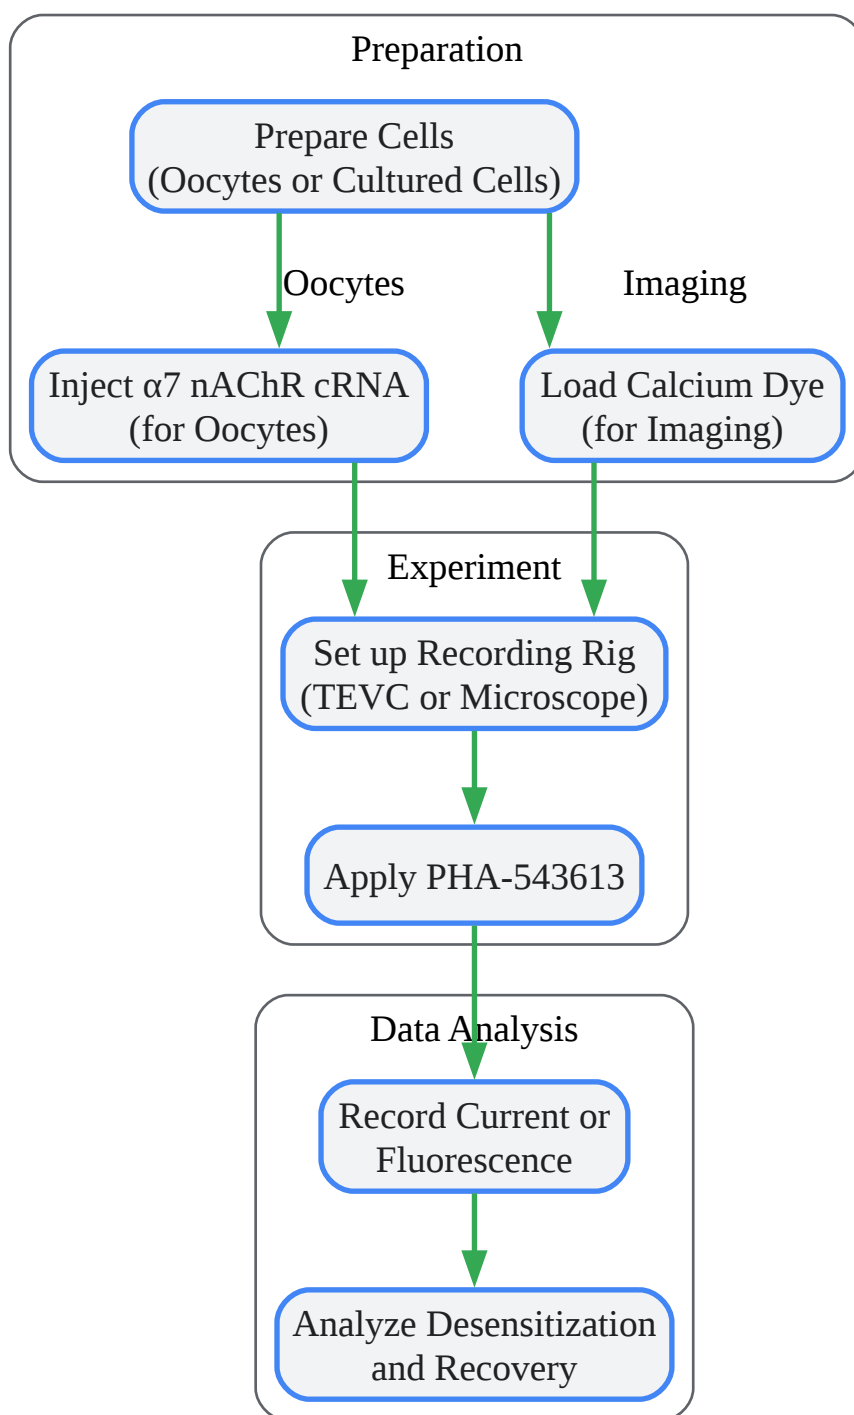 Preparation
Prepare Cells
(Oocytes or Cultured Cells)
Oocytes
Imaging
Inject α7 nAChR cRNA
(for Oocytes)
Load Calcium Dye
(for Imaging)
Experiment
Set up Recording Rig
(TEVC or Microscope)
Apply PHA-543613
Data Analysis
Record Current or
Fluorescence
Analyze Desensitization
and Recovery